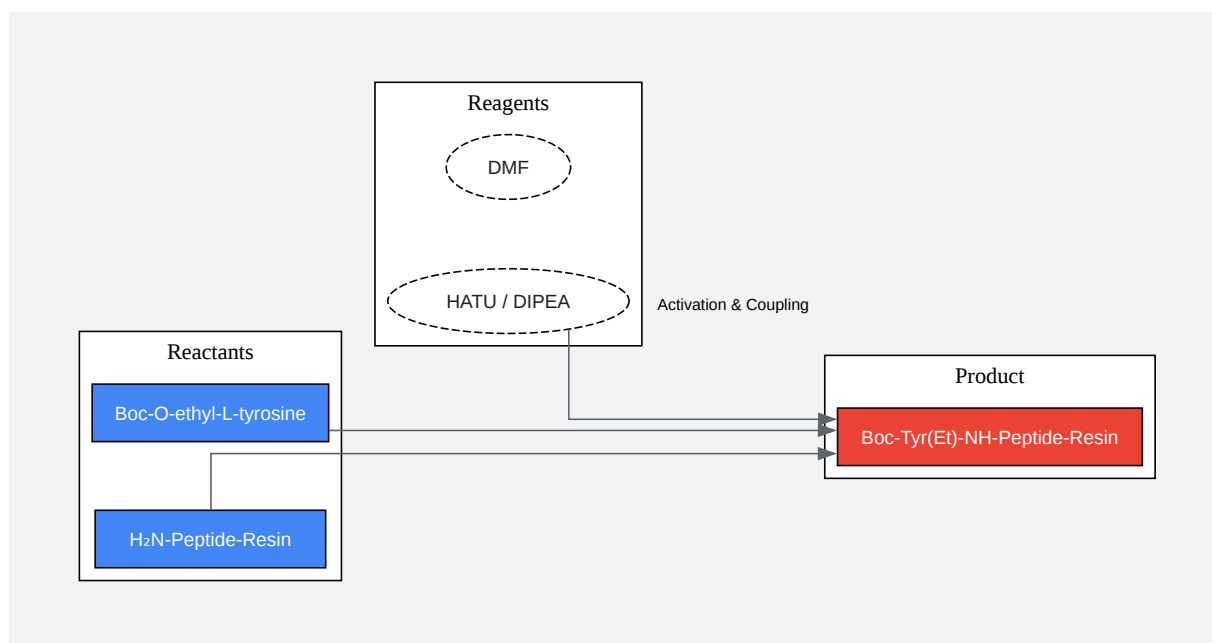 Reagents
DMF
HATU / DIPEA
Activation & Coupling
Reactants
Boc-O-ethyl-L-tyrosine
H₂N-Peptide-Resin
Product
Boc-Tyr(Et)-NH-Peptide-Resin